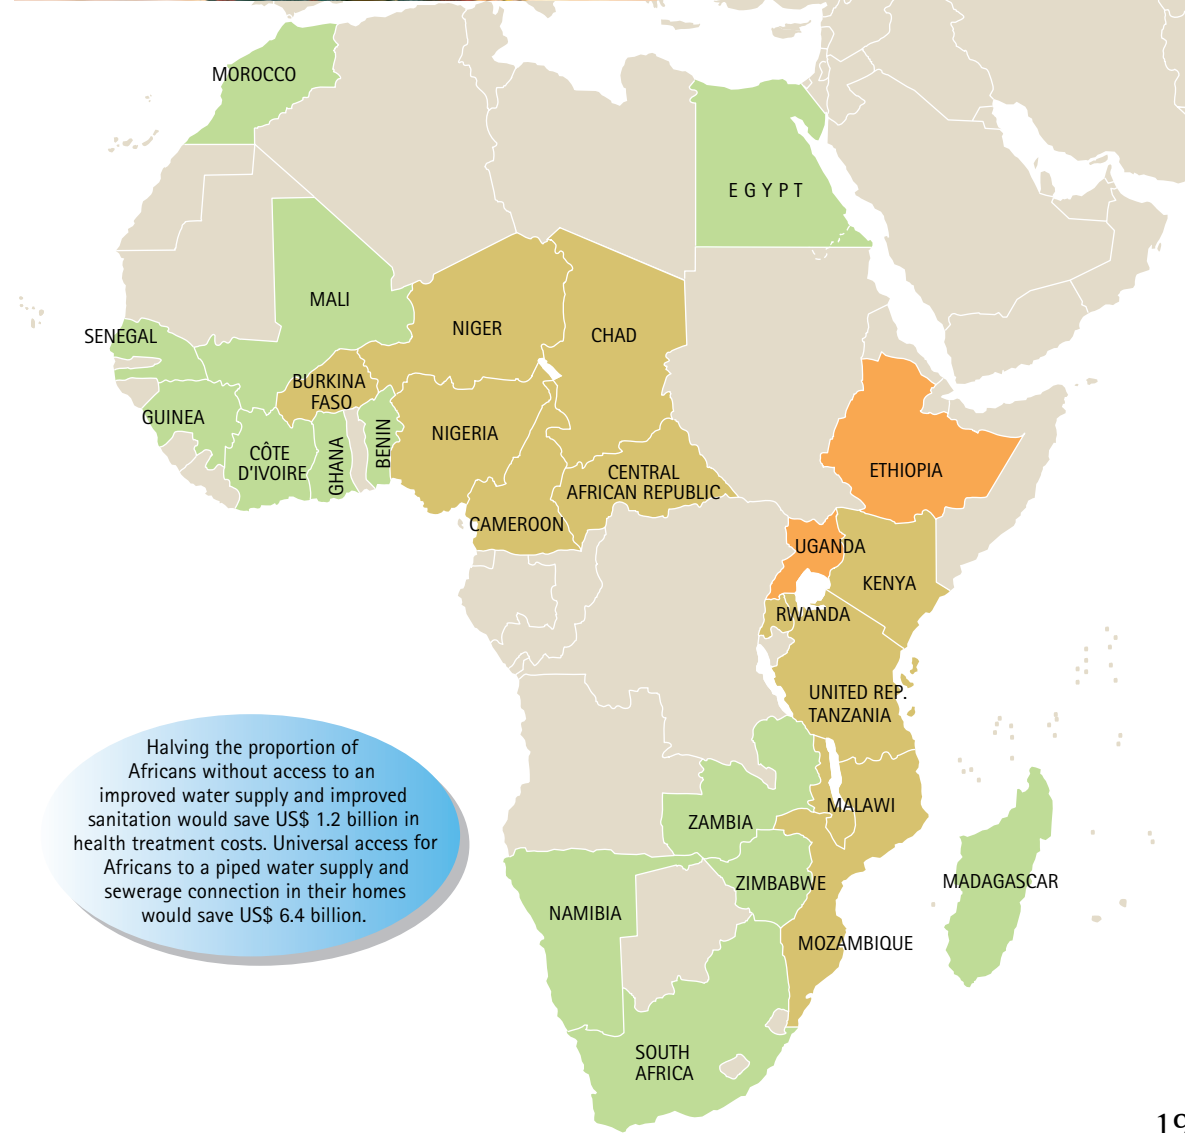 MOROCCO
EGYPT
MALI
SENEGAL
NIGER
CHAD
BURKINA
FASO
GUINEA
NIGERIA
CÔTE
D'IVOIRE
GHANA
BENIN
ETHIOPIA
CENTRAL
AFRICAN REPUBLIC
CAMEROON
UGANDA
KENYA
RWANDA
UNITED REP.
TANZANIA
Halving the proportion of
Africans without access to an
improved water supply and improved
sanitation would save US$ 1.2 billion in
health treatment costs. Universal access for
Africans to a piped water supply and
sewerage connection in their homes
would save US$ 6.4 billion.
MALAWI
ZAMBIA
ZIMBABWE
MADAGASCAR
NAMIBIA
MOZAMBIQUE
SOUTH
AFRICA
19